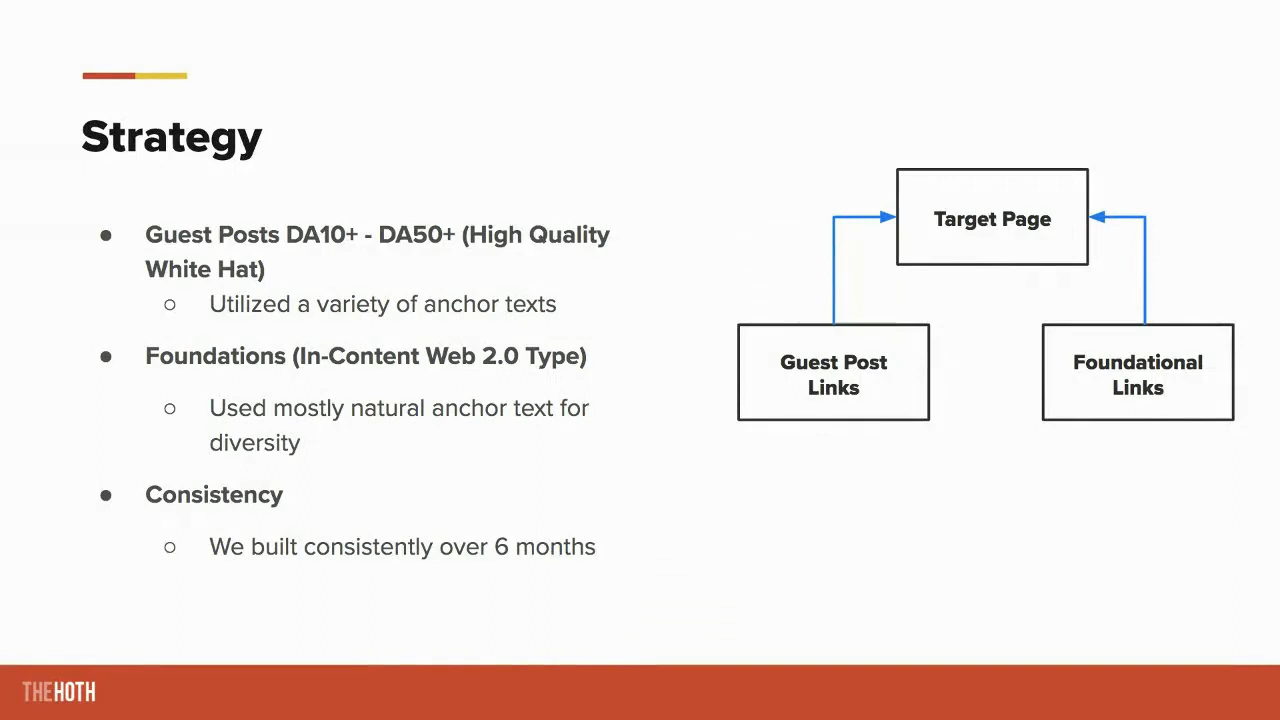 Strategy
● Guest Posts DA10+ - DA50+ (High Quality
White Hat)
○ Utilized a variety of anchor texts
● Foundations (In-Content Web 2.0 Type)
○ Used mostly natural anchor text for
diversity
● Consistency
○ We built consistently over 6 months
Target Page
Guest Post
Links
Foundational
Links
THEHOTH